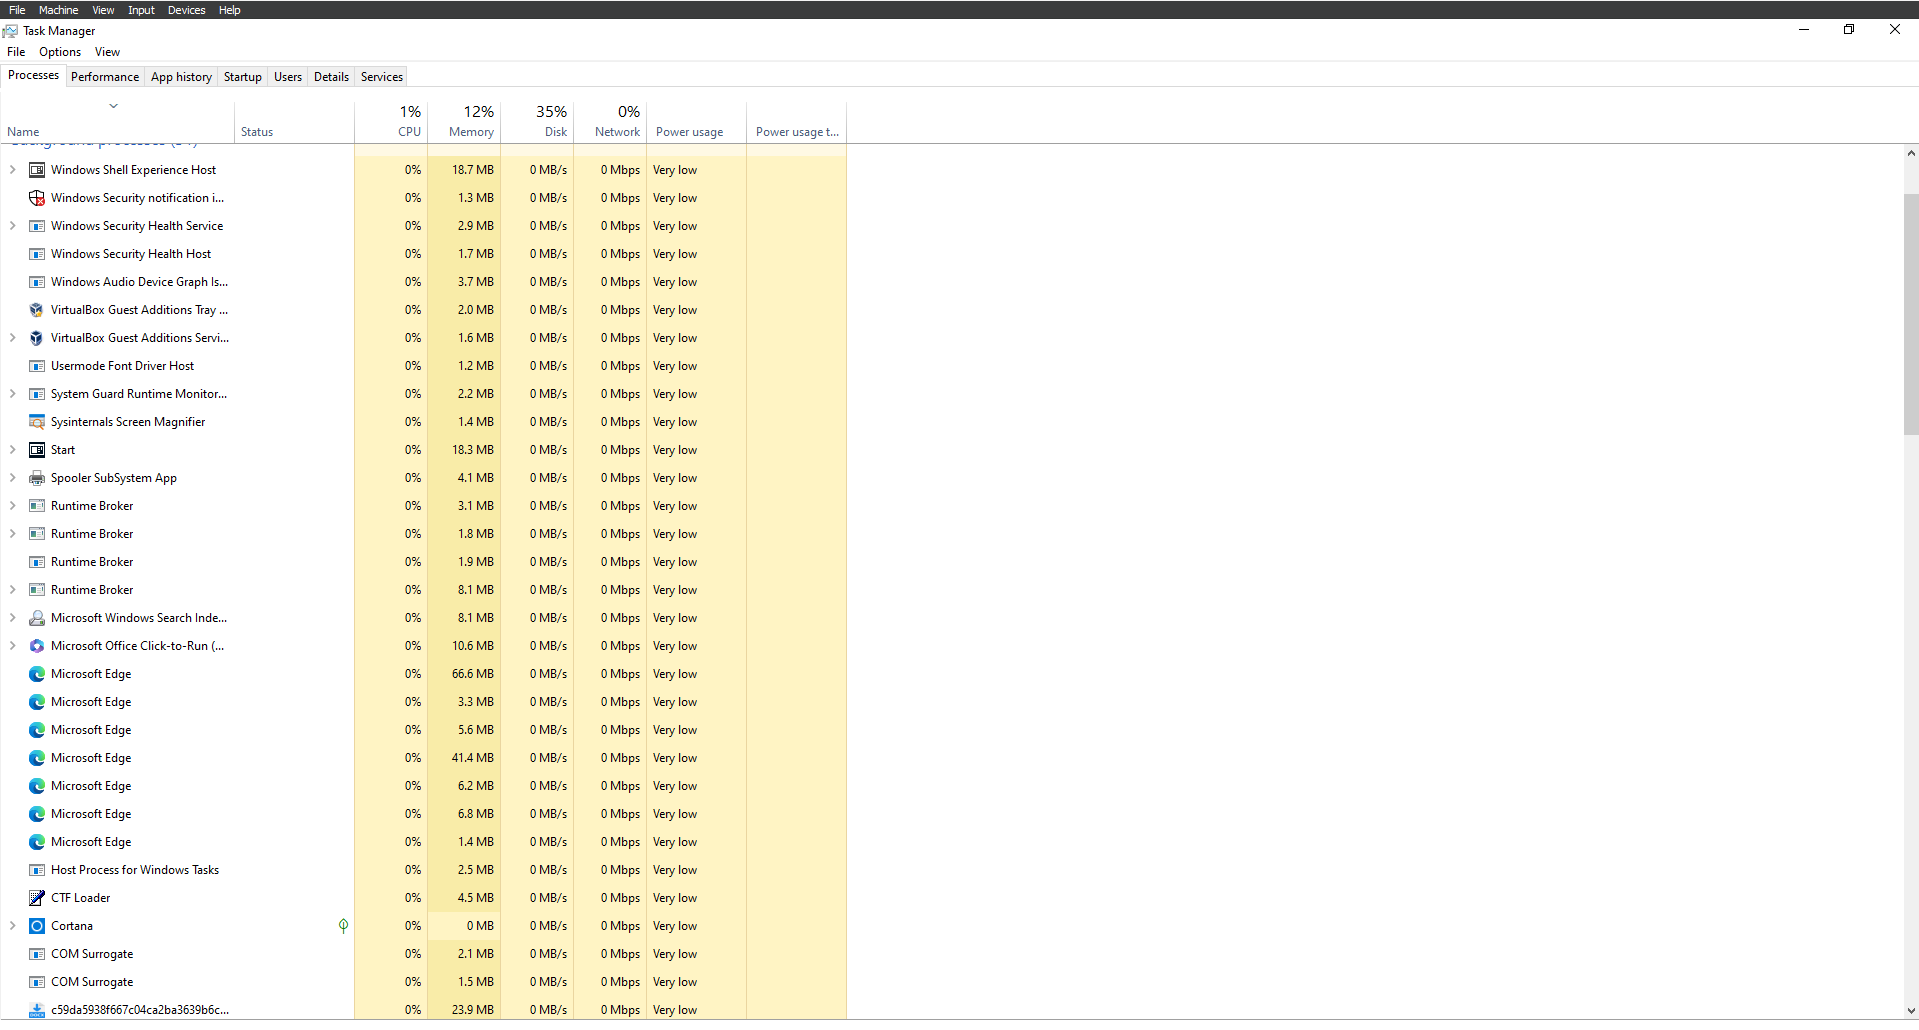 File Machine View Input Devices Help
Task Manager
File Options View
Processes Performance App history Startup Users Details Services
1% 12% 35% 0%
Name Status CPU Memory Disk Network Power usage Power usage t...
Background processes
Windows Shell Experience Host 0% 18.7 MB 0 MB/s 0 Mbps Very low
Windows Security notification i... 0% 1.3 MB 0 MB/s 0 Mbps Very low
Windows Security Health Service 0% 2.9 MB 0 MB/s 0 Mbps Very low
Windows Security Health Host 0% 1.7 MB 0 MB/s 0 Mbps Very low
Windows Audio Device Graph Is... 0% 3.7 MB 0 MB/s 0 Mbps Very low
VirtualBox Guest Additions Tray ... 0% 2.0 MB 0 MB/s 0 Mbps Very low
VirtualBox Guest Additions Servi... 0% 1.6 MB 0 MB/s 0 Mbps Very low
Usermode Font Driver Host 0% 1.2 MB 0 MB/s 0 Mbps Very low
System Guard Runtime Monitor... 0% 2.2 MB 0 MB/s 0 Mbps Very low
Sysinternals Screen Magnifier 0% 1.4 MB 0 MB/s 0 Mbps Very low
Start 0% 18.3 MB 0 MB/s 0 Mbps Very low
Spooler SubSystem App 0% 4.1 MB 0 MB/s 0 Mbps Very low
Runtime Broker 0% 3.1 MB 0 MB/s 0 Mbps Very low
Runtime Broker 0% 1.8 MB 0 MB/s 0 Mbps Very low
Runtime Broker 0% 1.9 MB 0 MB/s 0 Mbps Very low
Runtime Broker 0% 8.1 MB 0 MB/s 0 Mbps Very low
Microsoft Windows Search Inde... 0% 8.1 MB 0 MB/s 0 Mbps Very low
Microsoft Office Click-to-Run (... 0% 10.6 MB 0 MB/s 0 Mbps Very low
Microsoft Edge 0% 66.6 MB 0 MB/s 0 Mbps Very low
Microsoft Edge 0% 3.3 MB 0 MB/s 0 Mbps Very low
Microsoft Edge 0% 5.6 MB 0 MB/s 0 Mbps Very low
Microsoft Edge 0% 41.4 MB 0 MB/s 0 Mbps Very low
Microsoft Edge 0% 6.2 MB 0 MB/s 0 Mbps Very low
Microsoft Edge 0% 6.8 MB 0 MB/s 0 Mbps Very low
Microsoft Edge 0% 1.4 MB 0 MB/s 0 Mbps Very low
Host Process for Windows Tasks 0% 2.5 MB 0 MB/s 0 Mbps Very low
CTF Loader 0% 4.5 MB 0 MB/s 0 Mbps Very low
Cortana 0% 0 MB 0 MB/s 0 Mbps Very low
COM Surrogate 0% 2.1 MB 0 MB/s 0 Mbps Very low
COM Surrogate 0% 1.5 MB 0 MB/s 0 Mbps Very low
c59da5938f667c04ca2ba3639b6c... 0% 23.9 MB 0 MB/s 0 Mbps Very low